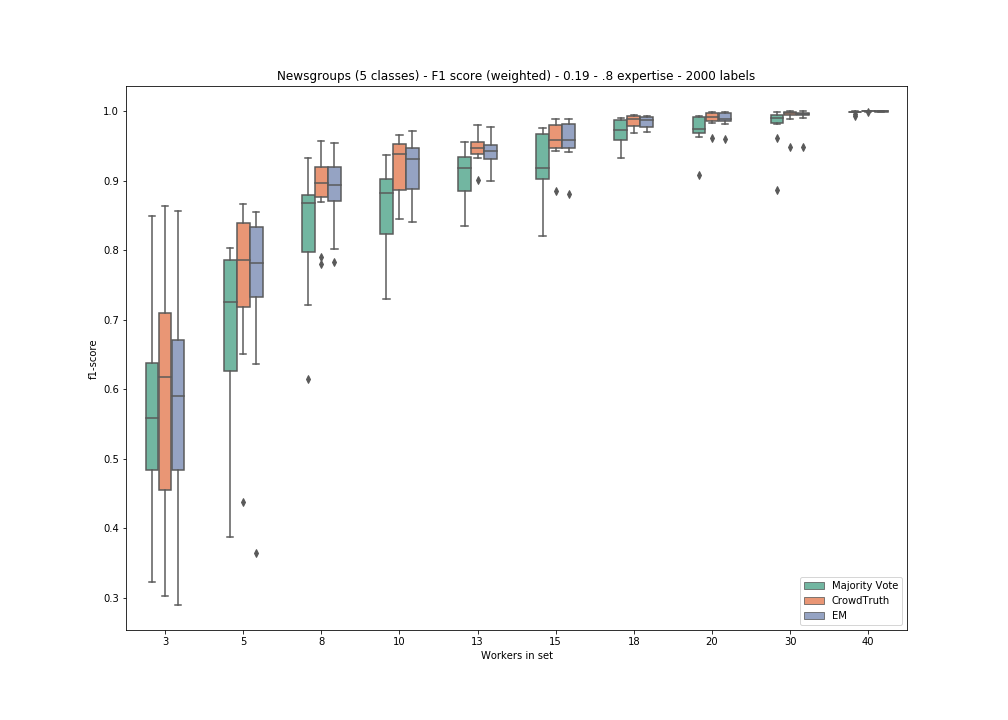 Newsgroups (5 classes) - F1 score (weighted) - 0.19 - .8 expertise - 2000 labels
1.0
0.9
0.8
0.7
0.6
0.5
0.4
0.3
f1-score
3 5 8 10 13 15 18 20 30 40
Workers in set
Majority Vote
CrowdTruth
EM